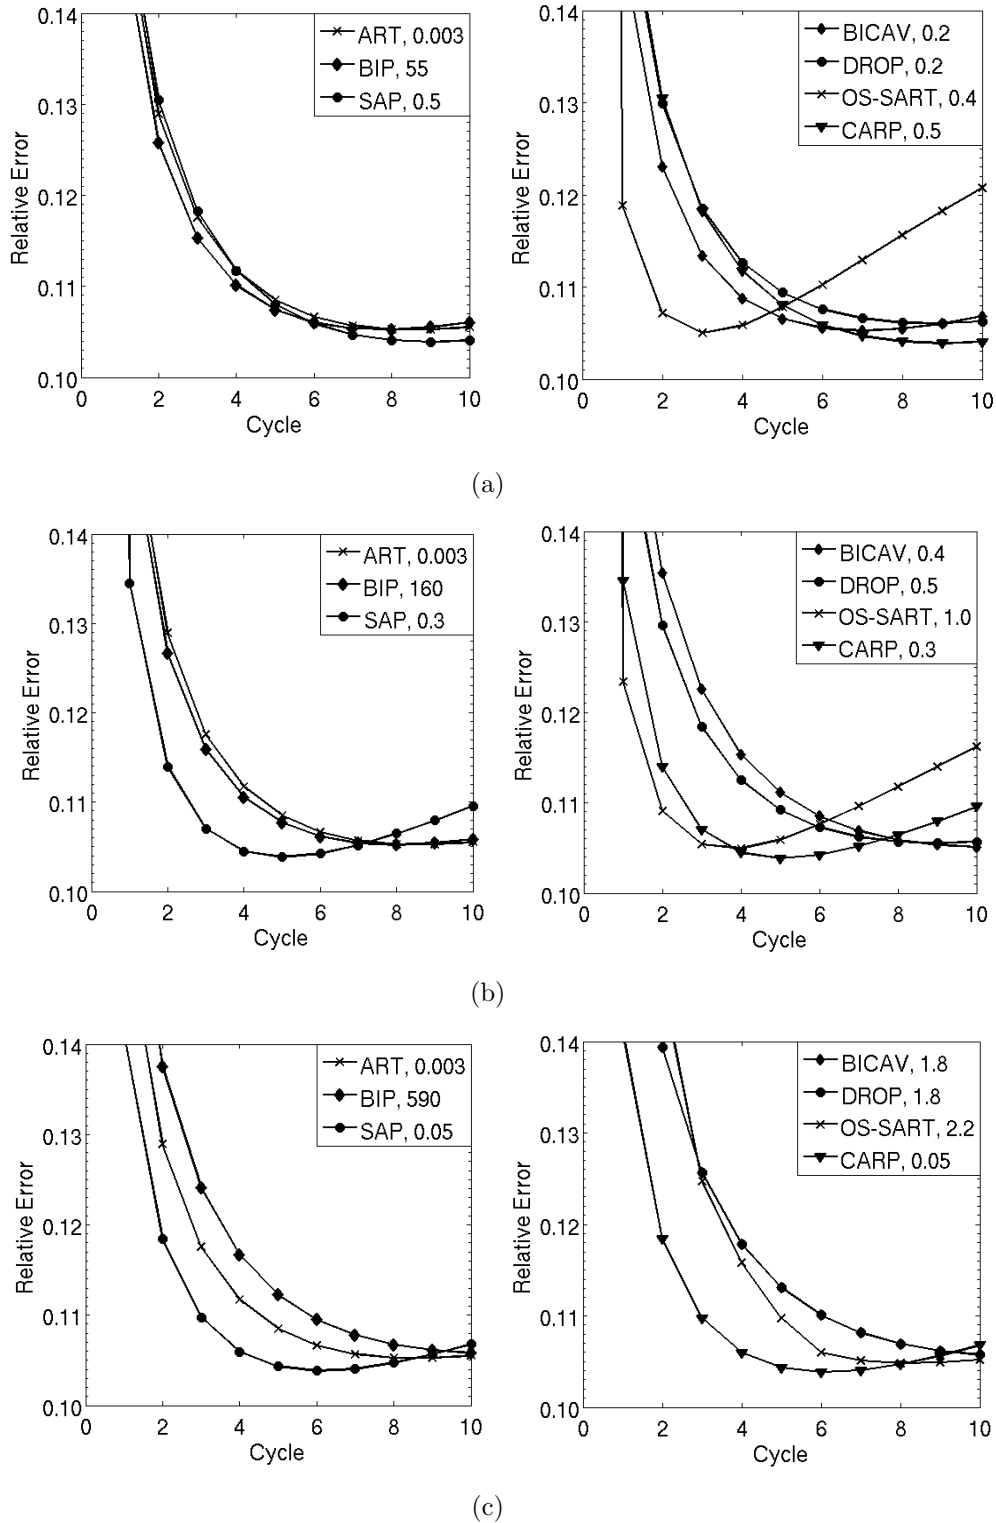 0.14
0.13
0.12
0.11
0.10
0 2 4 6 8 10
Relative Error
Cycle
ART, 0.003
BIP, 55
SAP, 0.5
0.14
0.13
0.12
0.11
0.10
0 2 4 6 8 10
Relative Error
Cycle
BICAV, 0.2
DROP, 0.2
OS-SART, 0.4
CARP, 0.5
(a)
0.14
0.13
0.12
0.11
0.10
0 2 4 6 8 10
Relative Error
Cycle
ART, 0.003
BIP, 160
SAP, 0.3
0.14
0.13
0.12
0.11
0.10
0 2 4 6 8 10
Relative Error
Cycle
BICAV, 0.4
DROP, 0.5
OS-SART, 1.0
CARP, 0.3
(b)
0.14
0.13
0.12
0.11
0.10
0 2 4 6 8 10
Relative Error
Cycle
ART, 0.003
BIP, 590
SAP, 0.05
0.14
0.13
0.12
0.11
0.10
0 2 4 6 8 10
Relative Error
Cycle
BICAV, 1.8
DROP, 1.8
OS-SART, 2.2
CARP, 0.05
(c)